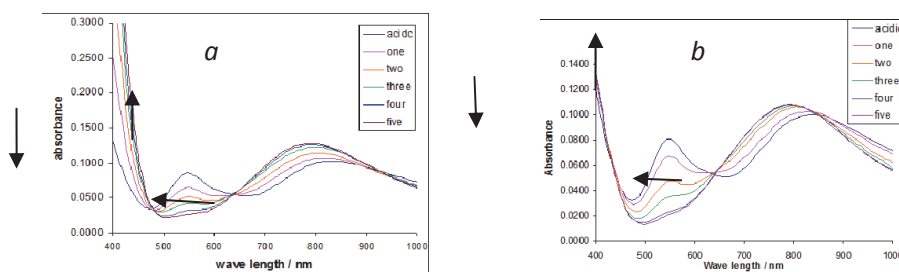 0.3000
0.2500
0.2000
0.1500
0.1000
0.0500
0.0000
absorbance
400 500 600 700 800 900 1000
wave length / nm
a
acidc
one
two
three
four
five
0.1400
0.1200
0.1000
0.0800
0.0600
0.0400
0.0200
0.0000
Absorbance
400 500 600 700 800 900 1000
Wave length / nm
b
acidic
one
two
three
four
five